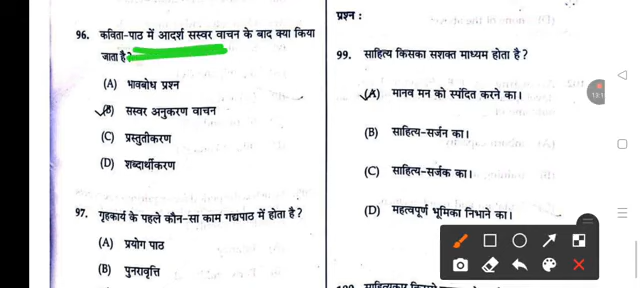 96. कविता-पाठ में आदर्श सस्वर वाचन के बाद क्या किया
जाता है?
(A) भावबोध प्रश्न
(B) सस्वर अनुकरण वाचन
(C) प्रस्तुतीकरण
(D) शब्दार्थीकरण
97. गृहकार्य के पहले कौन-सा काम गद्यपाठ में होता है?
(A) प्रयोग पाठ
(B) पुनरावृत्ति
प्रश्न :
99. साहित्य किसका सशक्त माध्यम होता है?
(A) मानव मन को स्पंदित करने का।
(B) साहित्य-सर्जन का।
(C) साहित्य-सर्जक का।
(D) महत्वपूर्ण भूमिका निभाने का।